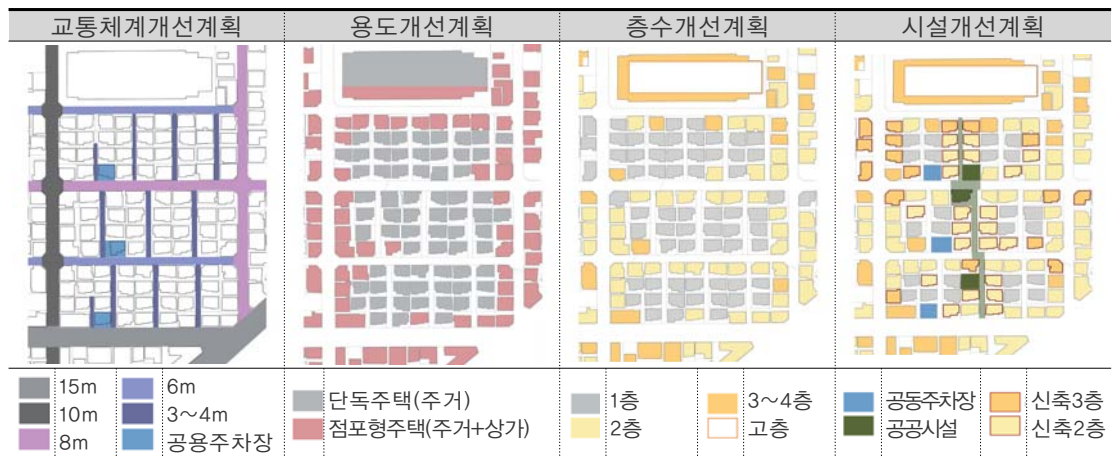 교통체계개선계획 용도개선계획 층수개선계획 시설개선계획
15m 6m 단독주택(주거) 1층 3~4층 공동주차장 신축3층
10m 3~4m 점포형주택(주거+상가) 2층 고층 공공시설 신축2층
8m 공용주차장